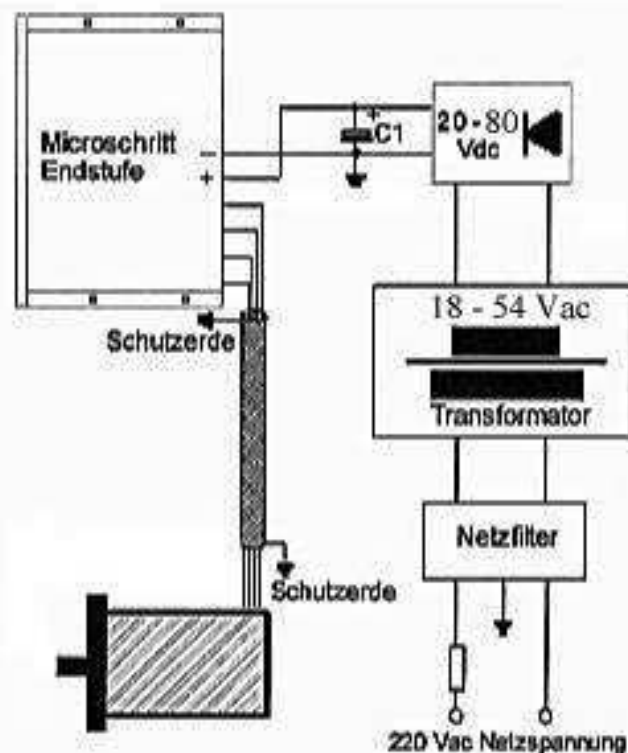 Microschritt
Endstufe
−
+
+
C1
20-80
Vdc
18 - 54 Vac
Transformator
Schutzerde
Netzfilter
Schutzerde
220 Vac Netzspannung